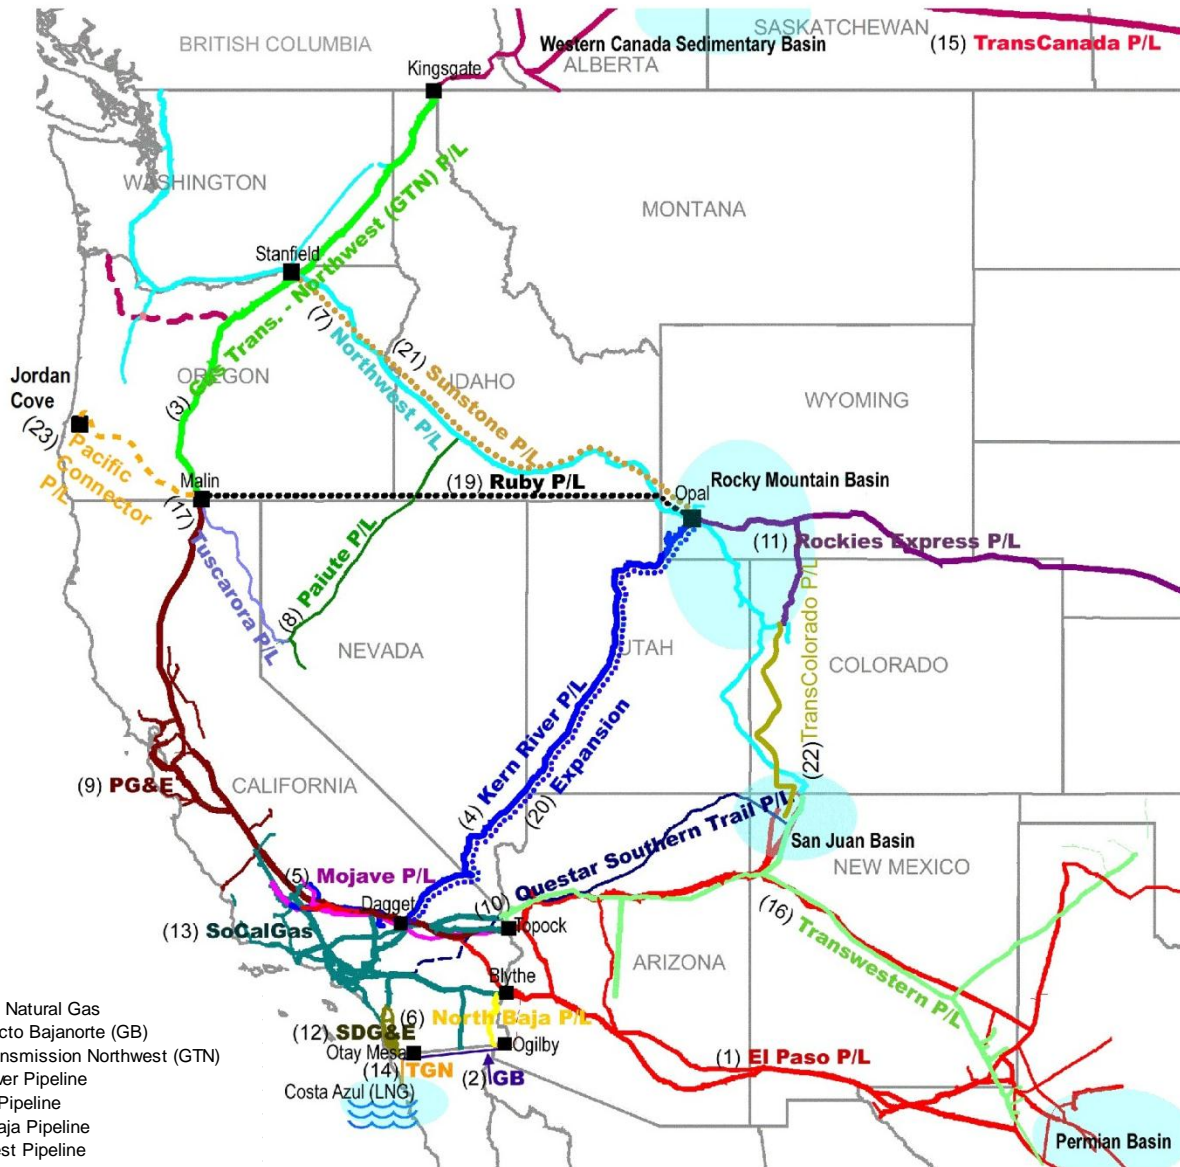 BRITISH COLUMBIA
SASKATCHEWAN
Western Canada Sedimentary Basin
(15) TransCanada P/L
ALBERTA
Kingsgate
WASHINGTON
MONTANA
Stanfield
(3) Gas Trans. - Northwest (GTN) P/L
(7) Northwest P/L
(21) Sunstone P/L
OREGON
IDAHO
WYOMING
Jordan
Cove
(23)
Pacific
Connector
P/L
Malin
(19) Ruby P/L
Opal
Rocky Mountain Basin
(17) Tuscarora P/L
(8) Paiute P/L
(11) Rockies Express P/L
NEVADA
UTAH
COLORADO
(22) TransColorado P/L
(4) Kern River P/L
(20) Expansion
CALIFORNIA
(9) PG&E
San Juan Basin
NEW MEXICO
(10) Questar Southern Trail P/L
(5) Mojave P/L
Dagget
(13) SoCalGas
Topock
ARIZONA
(16) Transwestern P/L
Blythe
(6) North Baja P/L
(12) SDG&E
Otay Mesa
Ogilby
(14) TGN
(2) GB
(1) El Paso P/L
Costa Azul (LNG)
Permian Basin
Natural Gas
cto Bajanorte (GB)
nsmission Northwest (GTN)
ver Pipeline
Pipeline
aja Pipeline
est Pipeline